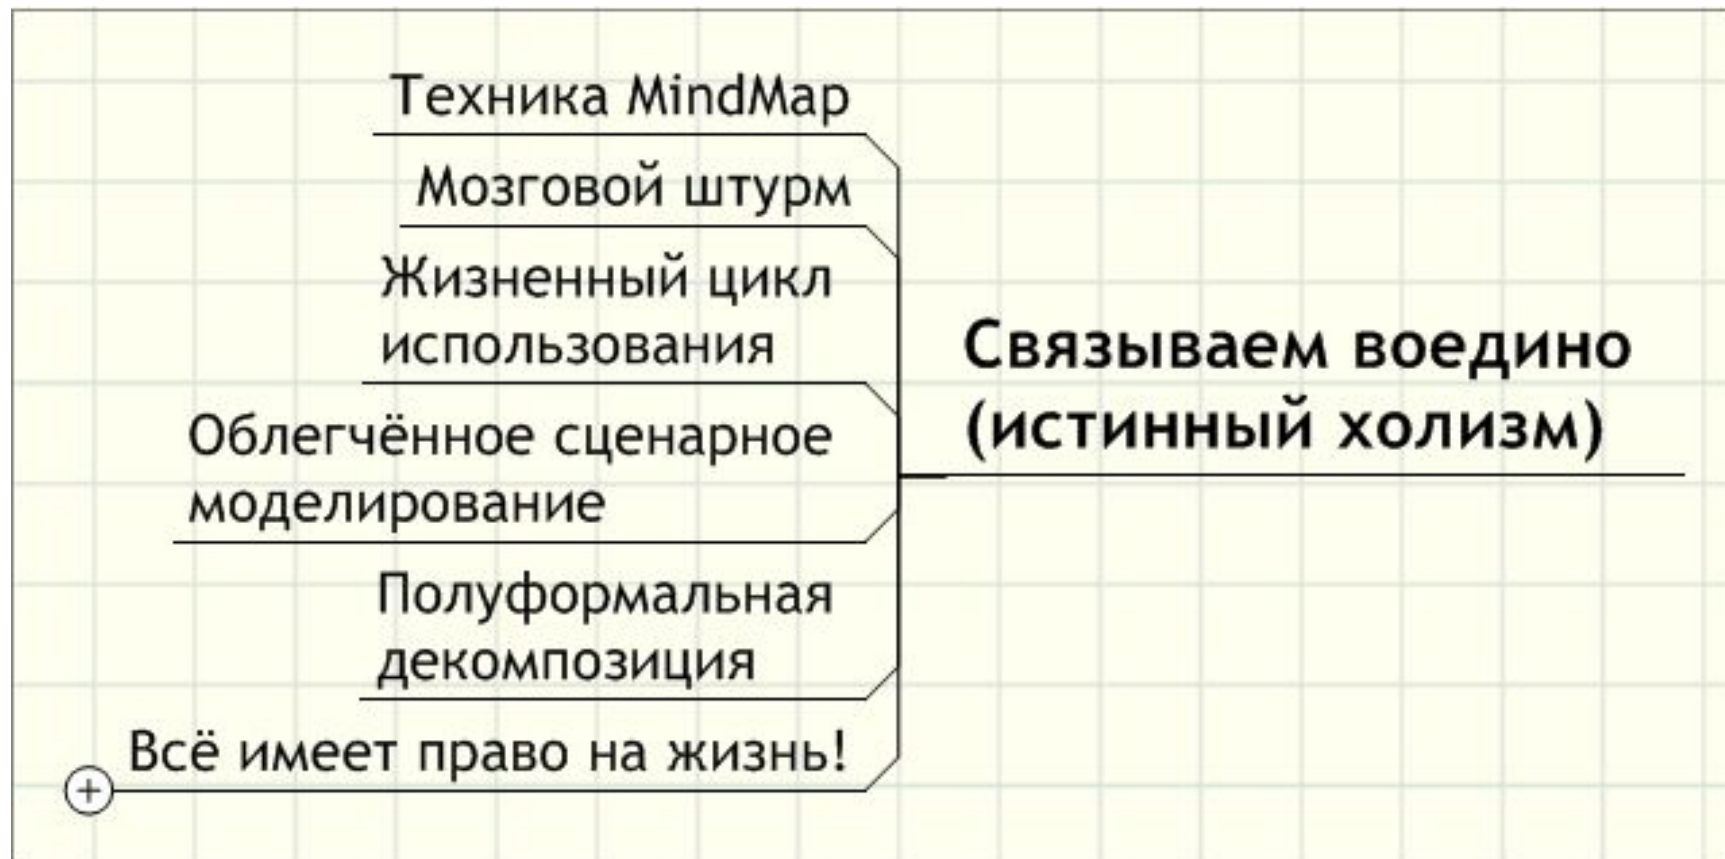 Техника MindMap
Мозговой штурм
Жизненный цикл
использования
Облегчённое сценарное
моделирование
Полуформальная
декомпозиция
Всё имеет право на жизнь!
Связываем воедино
(истинный холизм)